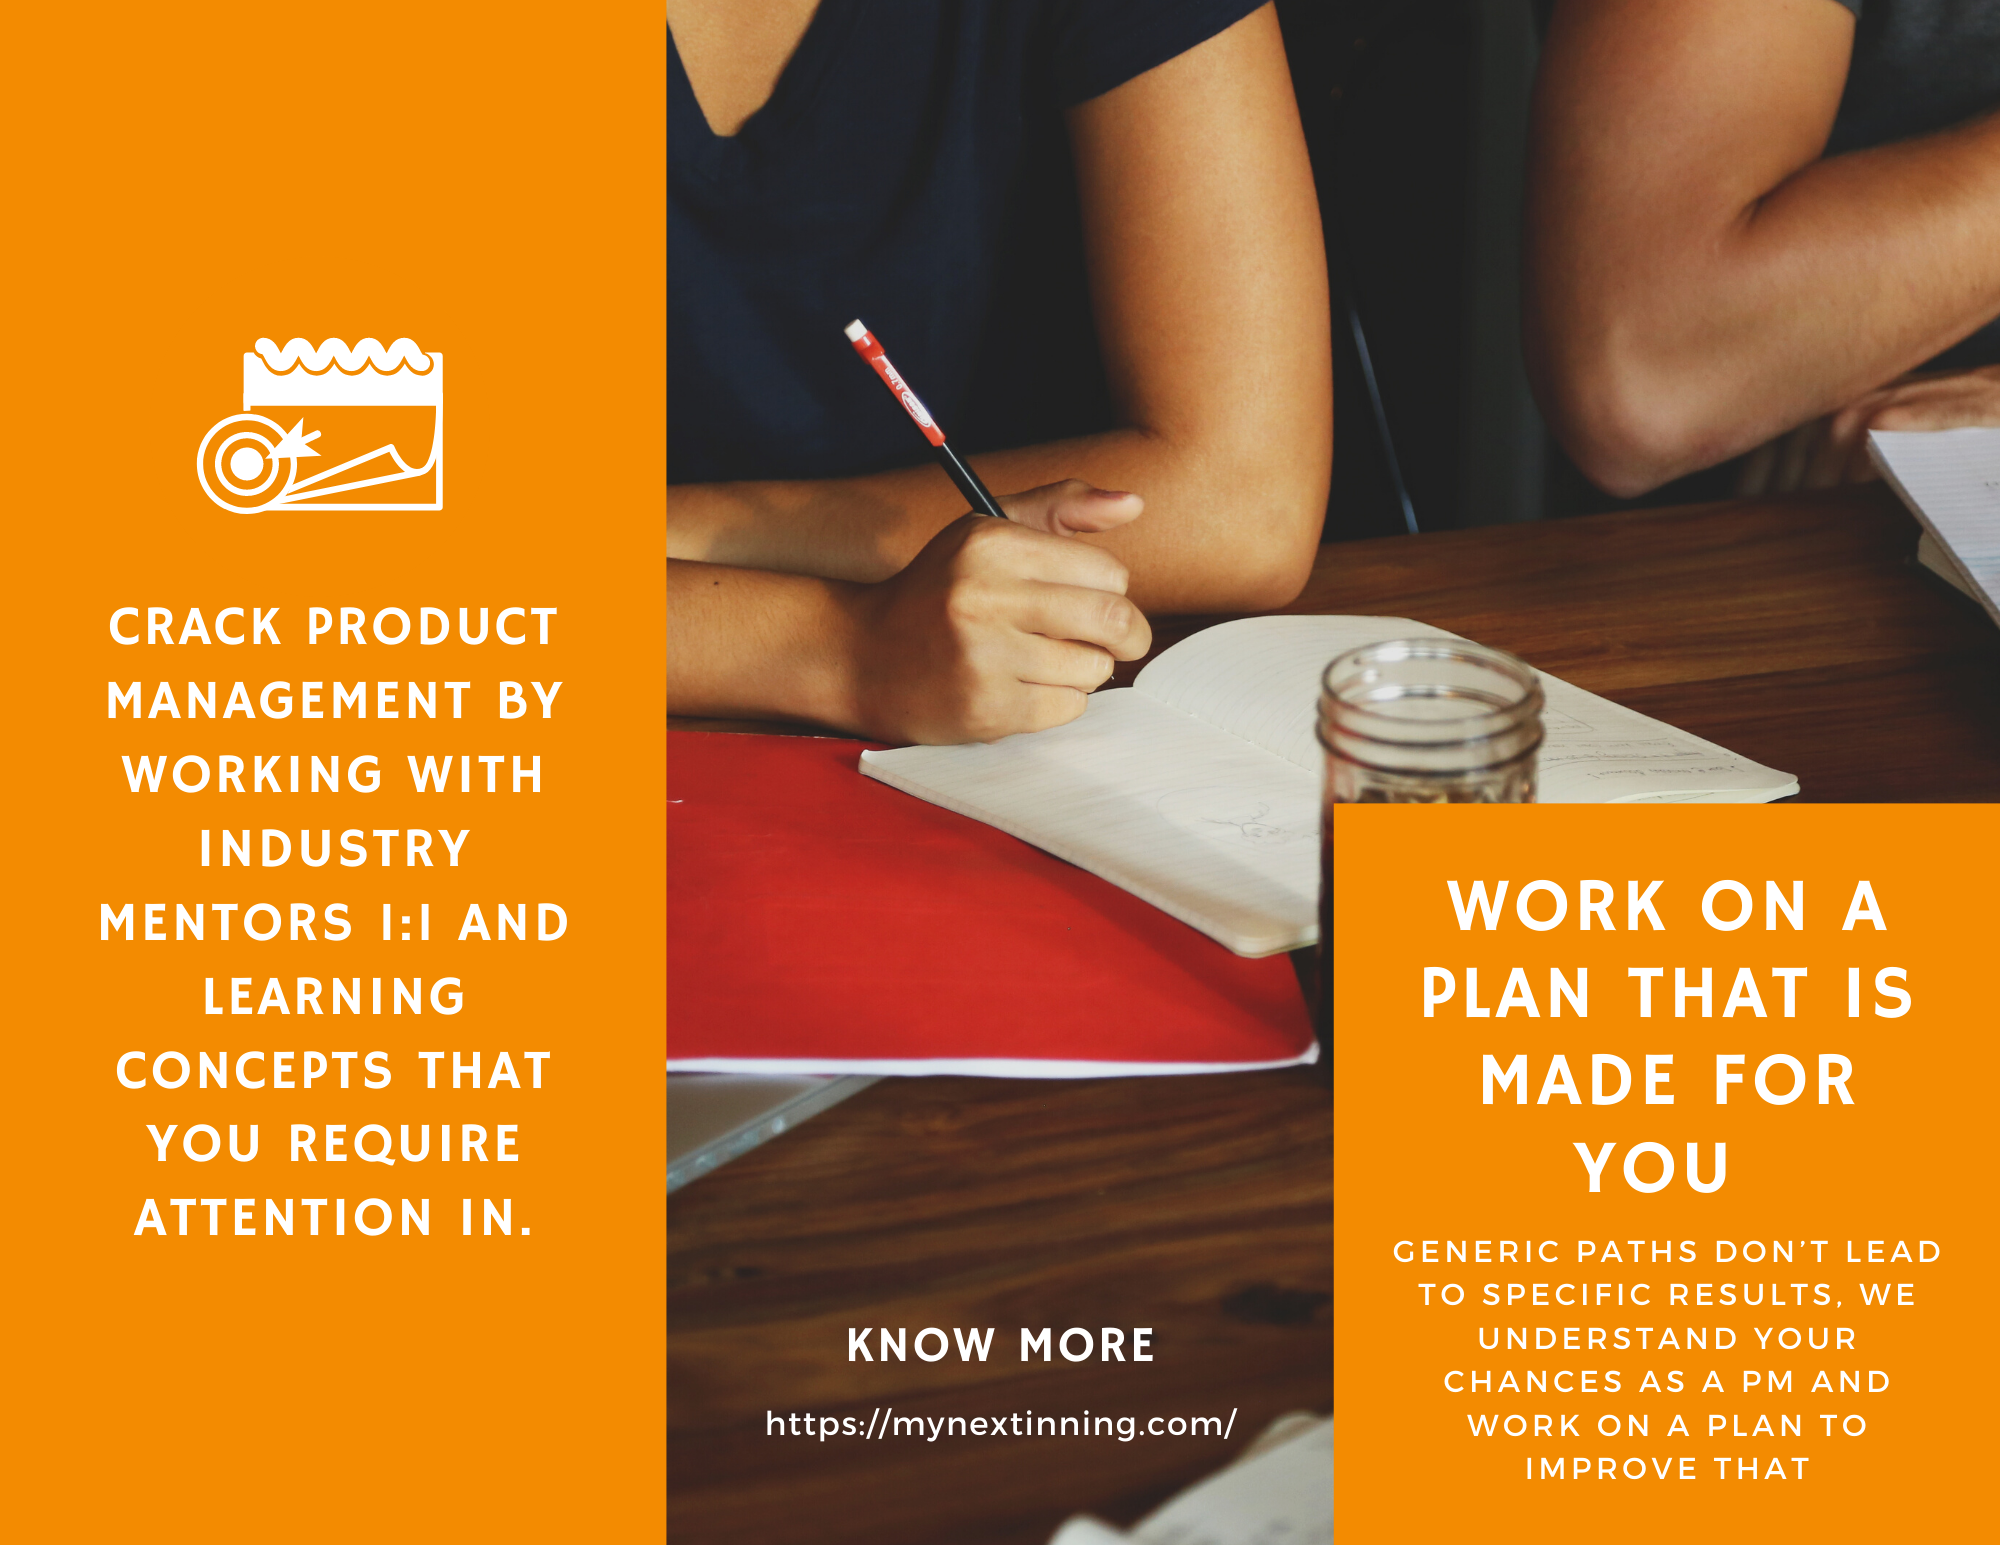 CRACK PRODUCT
MANAGEMENT BY
WORKING WITH
INDUSTRY
MENTORS 1:1 AND
LEARNING
CONCEPTS THAT
YOU REQUIRE
ATTENTION IN.
KNOW MORE
https://mynextinning.com/
WORK ON A
PLAN THAT IS
MADE FOR
YOU
GENERIC PATHS DON'T LEAD
TO SPECIFIC RESULTS, WE
UNDERSTAND YOUR
CHANCES AS A PM AND
WORK ON A PLAN TO
IMPROVE THAT